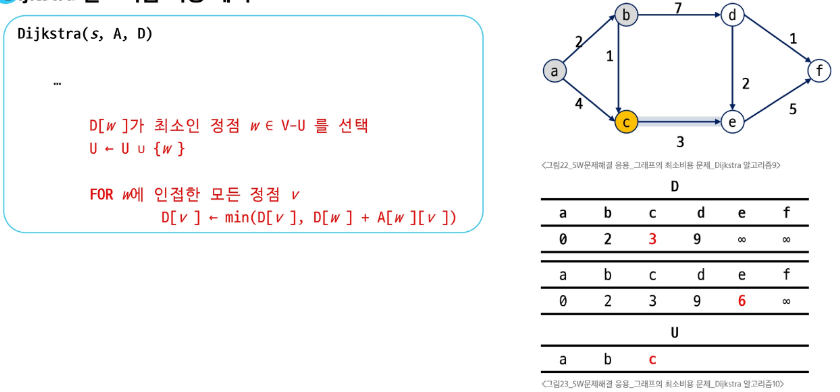 Dijkstra(s, A, D)
…
D[w]가 최소인 정점 w ∈ V-U 를 선택
U ← U ∪ {w}
FOR w에 인접한 모든 정점 v
D[v] ← min(D[v], D[w] + A[w][v])
b 7 d
2 1 1
a f
4 2 5
c e
3
<그림22_SW문제해결 응용_그래프의 최소비용 문제_Dijkstra 알고리즘9>
D
a b c d e f
0 2 3 9 ∞ ∞
a b c d e f
0 2 3 9 6 ∞
U
a b c
<그림23_SW문제해결 응용_그래프의 최소비용 문제_Dijkstra 알고리즘10>